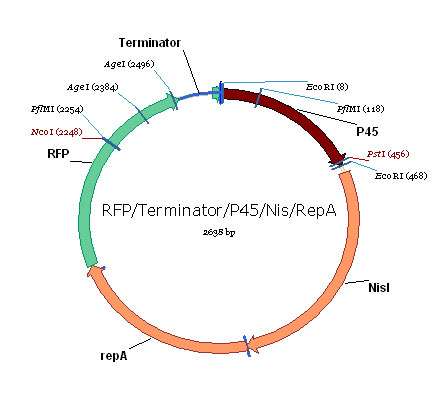 Terminator
AgeI (2496)
EcoRI (8)
AgeI (2384)
PflMI (118)
PflMI (2254)
P45
NcoI (2248)
PstI (456)
RFP
EcoRI (468)
RFP/Terminator/P45/Nis/RepA
2638 bp
NisI
repA